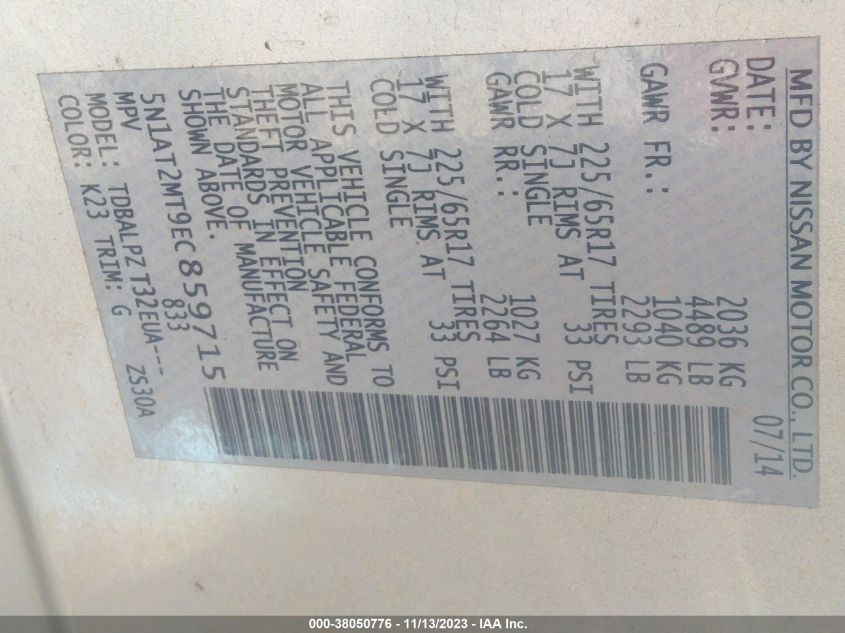 MFD BY NISSAN MOTOR CO., LTD.
DATE: 07/14
GVWR: 2036 KG
4489 LB
GAWR FR.: 1040 KG
2293 LB
WITH 225/65R17 TIRES
17 X 7J RIMS AT 33 PSI
COLD SINGLE
GAWR RR.: 1027 KG
2264 LB
WITH 225/65R17 TIRES
17 X 7J RIMS AT 33 PSI
COLD SINGLE
THIS VEHICLE CONFORMS TO
ALL APPLICABLE FEDERAL
MOTOR VEHICLE SAFETY AND
THEFT PREVENTION
STANDARDS IN EFFECT ON
THE DATE OF MANUFACTURE
SHOWN ABOVE.
5N1AT2MT9EC859715
MPV 833
MODEL: TDBALPZ T32EUA---
COLOR: K23 TRIM: G ZS30A
000-38050776 - 11/13/2023 - IAA Inc.